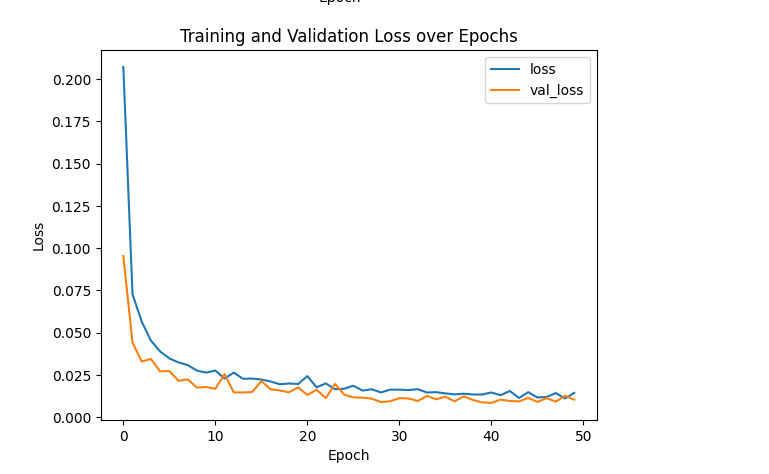 Epoch
Training and Validation Loss over Epochs
loss
val_loss
0.200
0.175
0.150
0.125
0.100
0.075
0.050
0.025
0.000
Loss
0 10 20 30 40 50
Epoch